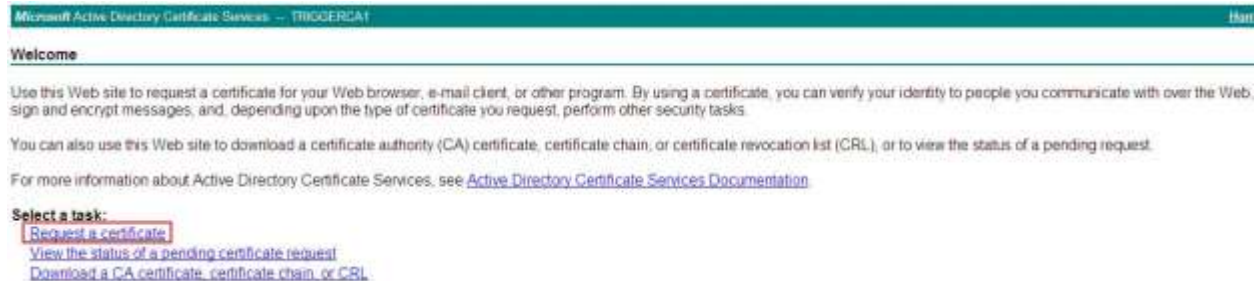 Microsoft Active Directory Certificate Services -- TRIGGERCA1
Welcome
Use this Web site to request a certificate for your Web browser, e-mail client, or other program. By using a certificate, you can verify your identity to people you communicate with over the Web,
sign and encrypt messages, and, depending upon the type of certificate you request, perform other security tasks.
You can also use this Web site to download a certificate authority (CA) certificate, certificate chain, or certificate revocation list (CRL), or to view the status of a pending request.
For more information about Active Directory Certificate Services, see Active Directory Certificate Services Documentation.
Select a task:
Request a certificate
View the status of a pending certificate request
Download a CA certificate, certificate chain, or CRL